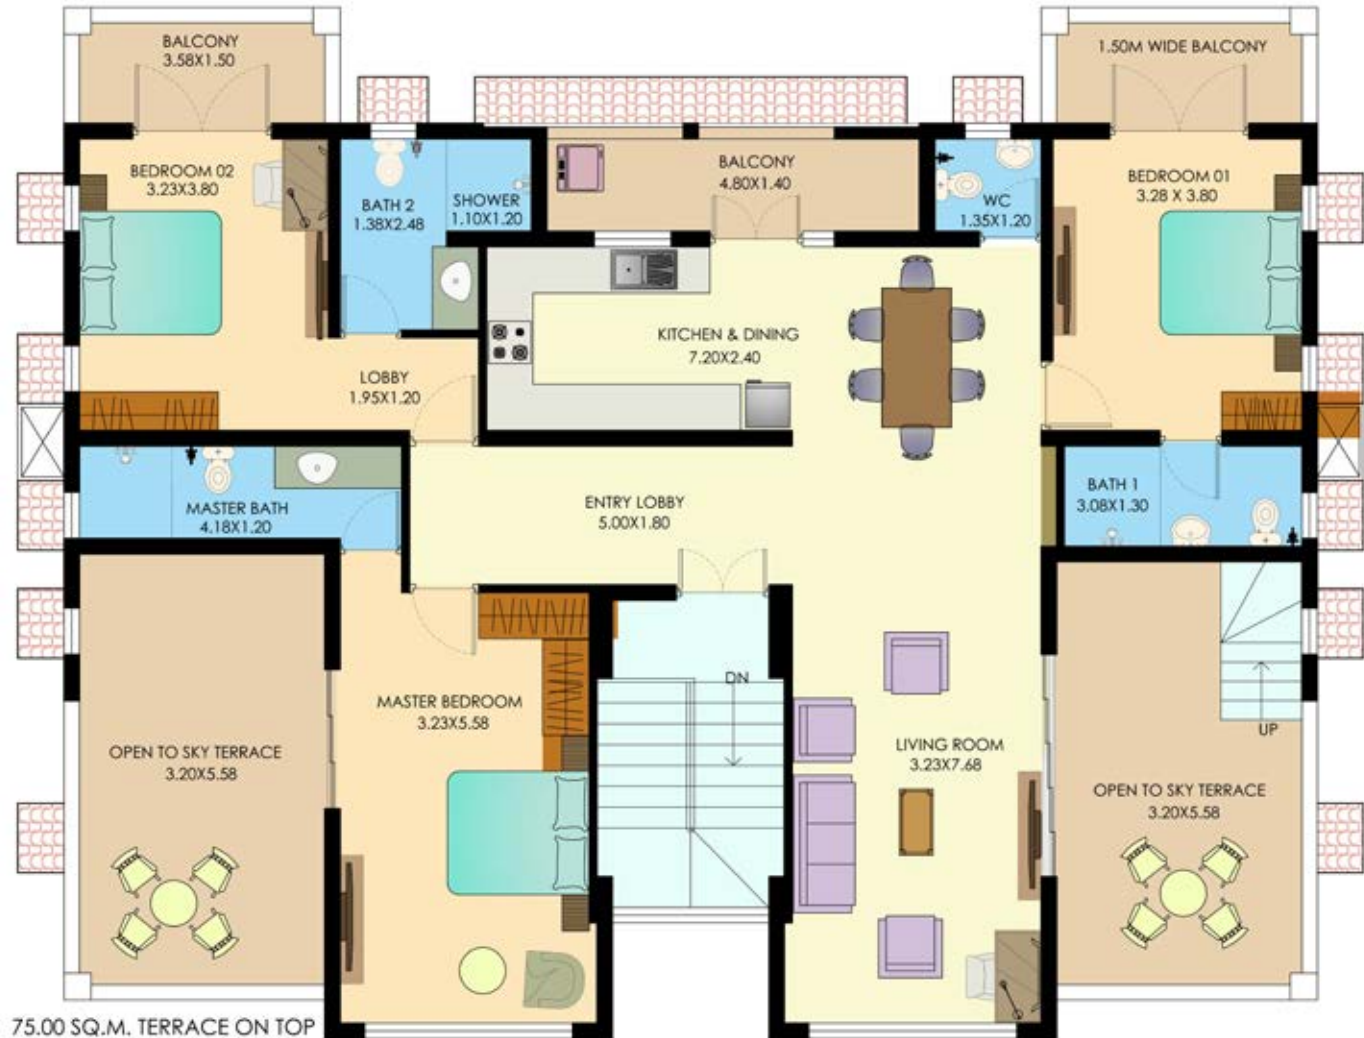 BALCONY
3.58X1.50
1.50M WIDE BALCONY
BEDROOM 02
3.23X3.80
BATH 2
1.38X2.48
SHOWER
1.10X1.20
BALCONY
4.80X1.40
WC
1.35X1.20
BEDROOM 01
3.28 X 3.80
KITCHEN & DINING
7.20X2.40
LOBBY
1.95X1.20
MASTER BATH
4.18X1.20
ENTRY LOBBY
5.00X1.80
BATH 1
3.08X1.30
DN
MASTER BEDROOM
3.23X5.58
UP
OPEN TO SKY TERRACE
3.20X5.58
LIVING ROOM
3.23X7.68
OPEN TO SKY TERRACE
3.20X5.58
75.00 SQ.M. TERRACE ON TOP